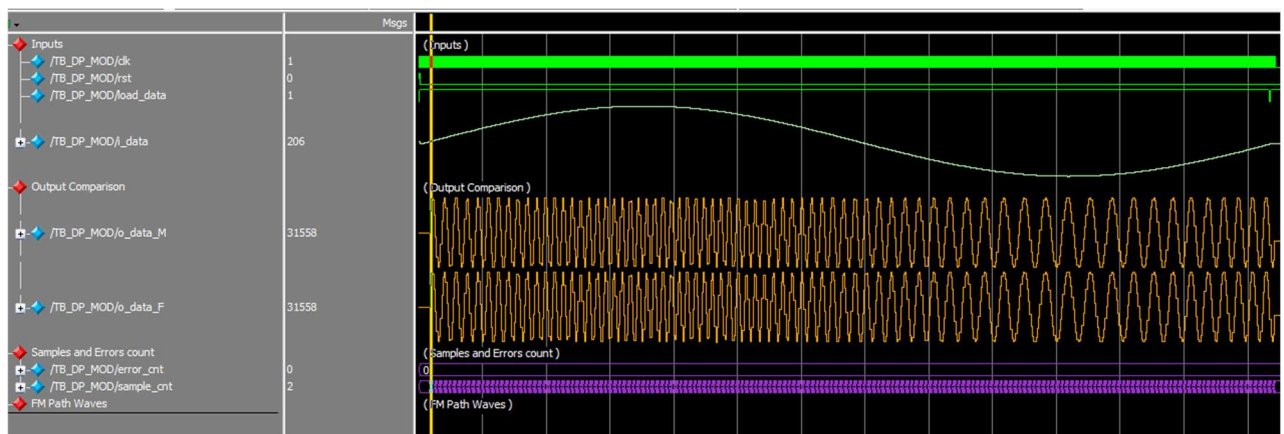 Msgs
Inputs
( Inputs )
/TB_DP_MOD/clk 1
/TB_DP_MOD/rst 0
/TB_DP_MOD/load_data 1
/TB_DP_MOD/i_data 206
Output Comparison
( Output Comparison )
/TB_DP_MOD/o_data_M 31558
/TB_DP_MOD/o_data_F 31558
Samples and Errors count
( Samples and Errors count )
/TB_DP_MOD/error_cnt 0 0
/TB_DP_MOD/sample_cnt 2
FM Path Waves
( FM Path Waves )